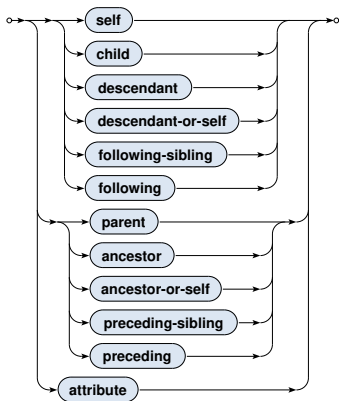 self
child
descendant
descendant-or-self
following-sibling
following
parent
ancestor
ancestor-or-self
preceding-sibling
preceding
attribute